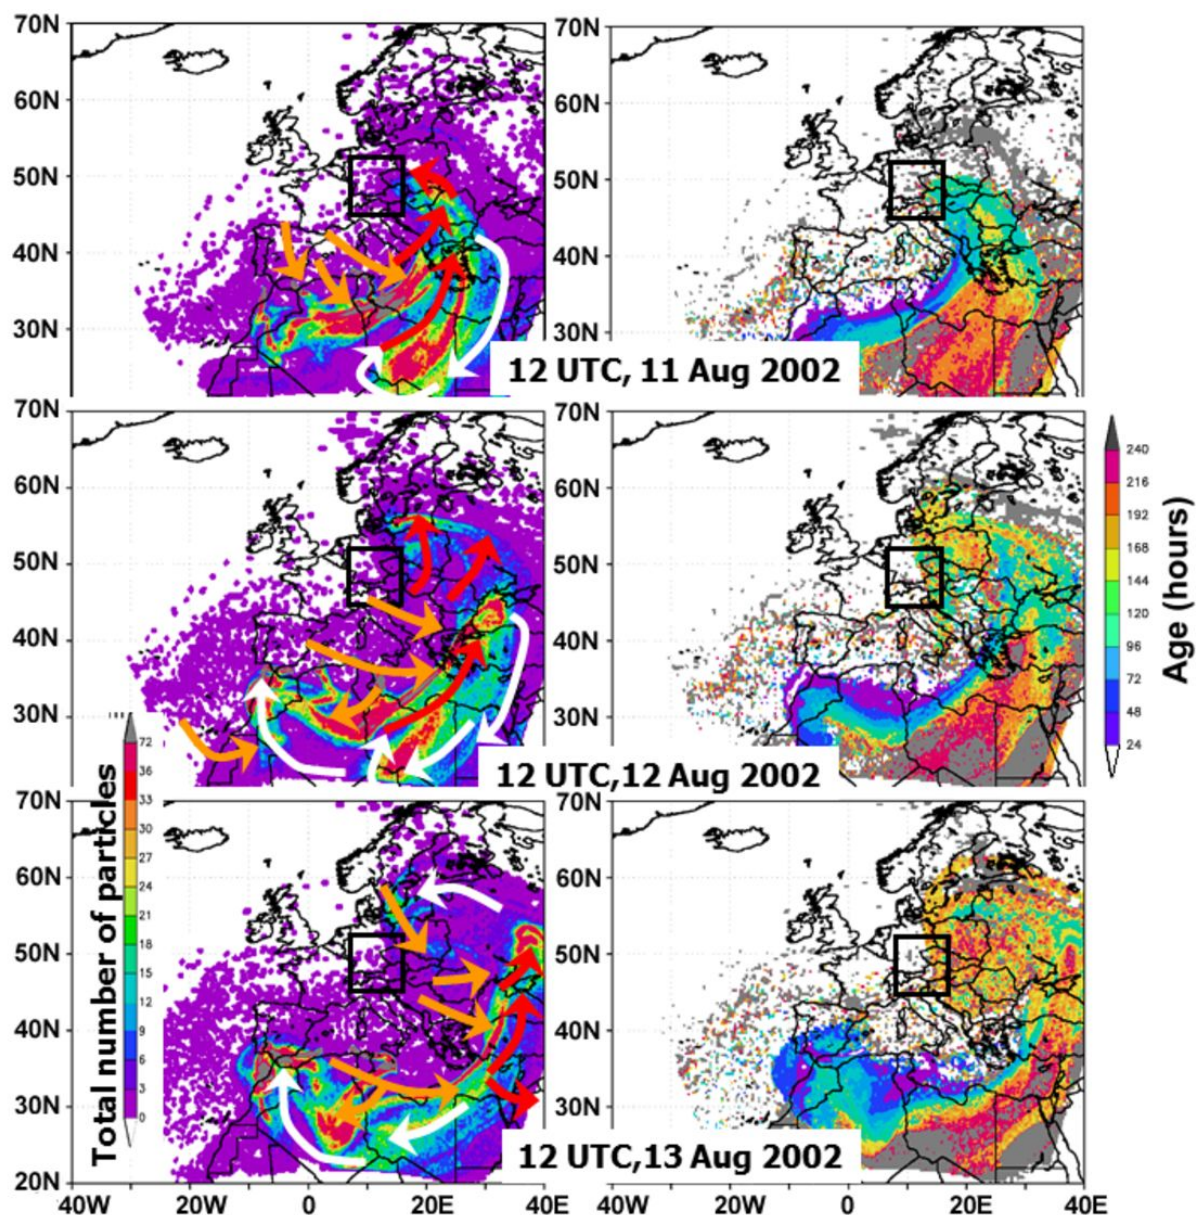 70N 70N
60N 60N
50N 50N
40N 40N
30N 30N
12 UTC, 11 Aug 2002
70N 70N
60N 60N
50N 50N
40N 40N
30N 30N
12 UTC,12 Aug 2002
240
216
192
168
144
120
96
72
48
24
Age (hours)
72
36
33
30
27
24
21
18
15
12
9
6
3
0
Total number of particles
70N 70N
60N 60N
50N 50N
40N 40N
30N 30N
20N 20N
12 UTC,13 Aug 2002
40W 20W 0 20E 40E 40W 20W 0 20E 40E